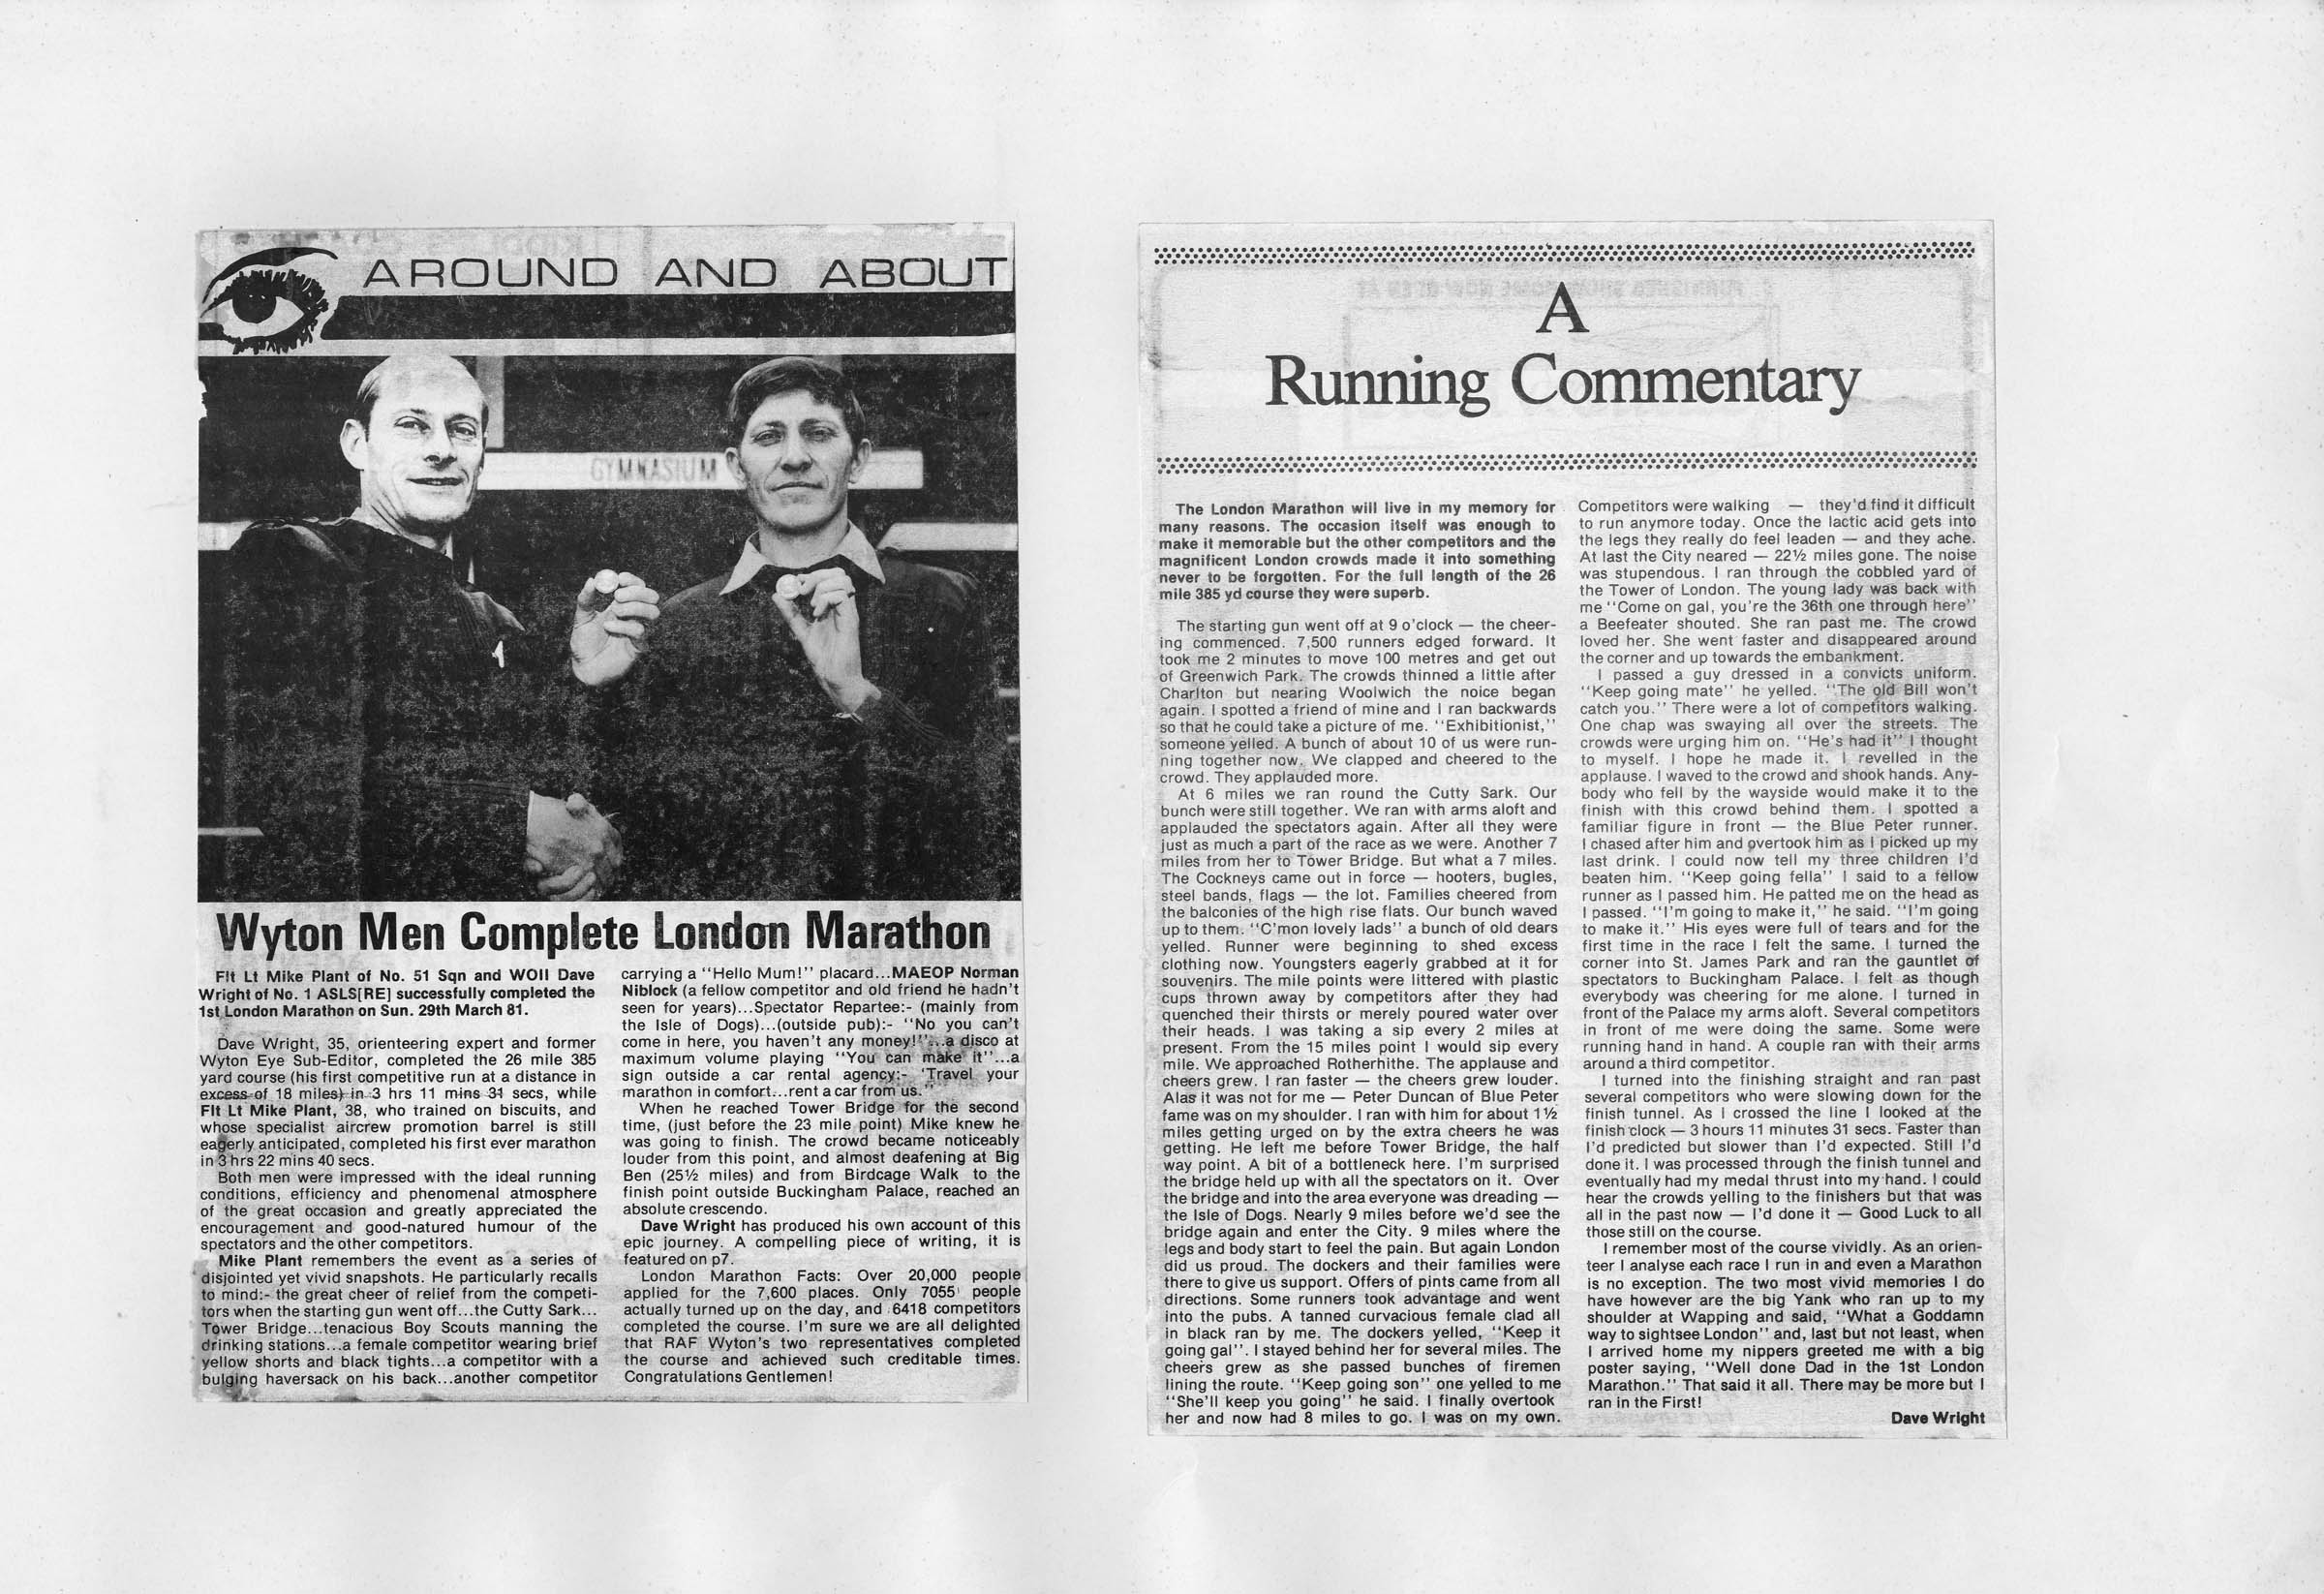 AROUND AND ABOUT
GYMNASIUM
Wyton Men Complete London Marathon
Flt Lt Mike Plant of No. 51 Sqn and WOII Dave
Wright of No. 1 ASLS[RE] successfully completed the
1st London Marathon on Sun. 29th March 81.
Dave Wright, 35, orienteering expert and former
Wyton Eye Sub-Editor, completed the 26 mile 385
yard course (his first competitive run at a distance in
excess of 18 miles) in 3 hrs 11 mins 31 secs, while
Flt Lt Mike Plant, 38, who trained on biscuits, and
whose specialist aircrew promotion barrel is still
eagerly anticipated, completed his first ever marathon
in 3 hrs 22 mins 40 secs.
Both men were impressed with the ideal running
conditions, efficiency and phenomenal atmosphere
of the great occasion and greatly appreciated the
encouragement and good-natured humour of the
spectators and the other competitors.
Mike Plant remembers the event as a series of
disjointed yet vivid snapshots. He particularly recalls
to mind:- the great cheer of relief from the competi-
tors when the starting gun went off...the Cutty Sark...
Tower Bridge...tenacious Boy Scouts manning the
drinking stations...a female competitor wearing brief
yellow shorts and black tights...a competitor with a
bulging haversack on his back...another competitor
carrying a "Hello Mum!" placard...MAEOP Norman
Niblock (a fellow competitor and old friend he hadn't
seen for years)...Spectator Repartee:- (mainly from
the Isle of Dogs)...(outside pub):- "No you can't
come in here, you haven't any money!"...a disco at
maximum volume playing "You can make it"...a
sign outside a car rental agency:- 'Travel your
marathon in comfort...rent a car from us."
When he reached Tower Bridge for the second
time, (just before the 23 mile point) Mike knew he
was going to finish. The crowd became noticeably
louder from this point, and almost deafening at Big
Ben (25½ miles) and from Birdcage Walk to the
finish point outside Buckingham Palace, reached an
absolute crescendo.
Dave Wright has produced his own account of this
epic journey. A compelling piece of writing, it is
featured on p7.
London Marathon Facts: Over 20,000 people
applied for the 7,600 places. Only 7055 people
actually turned up on the day, and 6418 competitors
completed the course. I'm sure we are all delighted
that RAF Wyton's two representatives completed
the course and achieved such creditable times.
Congratulations Gentlemen!
A
Running Commentary
The London Marathon will live in my memory for
many reasons. The occasion itself was enough to
make it memorable but the other competitors and the
magnificent London crowds made it into something
never to be forgotten. For the full length of the 26
mile 385 yd course they were superb.
The starting gun went off at 9 o'clock — the cheer-
ing commenced. 7,500 runners edged forward. It
took me 2 minutes to move 100 metres and get out
of Greenwich Park. The crowds thinned a little after
Charlton but nearing Woolwich the noice began
again. I spotted a friend of mine and I ran backwards
so that he could take a picture of me. "Exhibitionist,"
someone yelled. A bunch of about 10 of us were run-
ning together now. We clapped and cheered to the
crowd. They applauded more.
At 6 miles we ran round the Cutty Sark. Our
bunch were still together. We ran with arms aloft and
applauded the spectators again. After all they were
just as much a part of the race as we were. Another 7
miles from her to Tower Bridge. But what a 7 miles.
The Cockneys came out in force — hooters, bugles,
steel bands, flags — the lot. Families cheered from
the balconies of the high rise flats. Our bunch waved
up to them. "C'mon lovely lads" a bunch of old dears
yelled. Runner were beginning to shed excess
clothing now. Youngsters eagerly grabbed at it for
souvenirs. The mile points were littered with plastic
cups thrown away by competitors after they had
quenched their thirsts or merely poured water over
their heads. I was taking a sip every 2 miles at
present. From the 15 miles point I would sip every
mile. We approached Rotherhithe. The applause and
cheers grew. I ran faster — the cheers grew louder.
Alas it was not for me — Peter Duncan of Blue Peter
fame was on my shoulder. I ran with him for about 1½
miles getting urged on by the extra cheers he was
getting. He left me before Tower Bridge, the half
way point. A bit of a bottleneck here. I'm surprised
the bridge held up with all the spectators on it. Over
the bridge and into the area everyone was dreading —
the Isle of Dogs. Nearly 9 miles before we'd see the
bridge again and enter the City. 9 miles where the
legs and body start to feel the pain. But again London
did us proud. The dockers and their families were
there to give us support. Offers of pints came from all
directions. Some runners took advantage and went
into the pubs. A tanned curvacious female clad all
in black ran by me. The dockers yelled, "Keep it
going gal". I stayed behind her for several miles. The
cheers grew as she passed bunches of firemen
lining the route. "Keep going son" one yelled to me
"She'll keep you going" he said. I finally overtook
her and now had 8 miles to go. I was on my own.
Competitors were walking — they'd find it difficult
to run anymore today. Once the lactic acid gets into
the legs they really do feel leaden — and they ache.
At last the City neared — 22½ miles gone. The noise
was stupendous. I ran through the cobbled yard of
the Tower of London. The young lady was back with
me "Come on gal, you're the 36th one through here"
a Beefeater shouted. She ran past me. The crowd
loved her. She went faster and disappeared around
the corner and up towards the embankment.
I passed a guy dressed in a convicts uniform.
"Keep going mate" he yelled. "The old Bill won't
catch you." There were a lot of competitors walking.
One chap was swaying all over the streets. The
crowds were urging him on. "He's had it" I thought
to myself. I hope he made it. I revelled in the
applause. I waved to the crowd and shook hands. Any-
body who fell by the wayside would make it to the
finish with this crowd behind them. I spotted a
familiar figure in front — the Blue Peter runner.
I chased after him and overtook him as I picked up my
last drink. I could now tell my three children I'd
beaten him. "Keep going fella" I said to a fellow
runner as I passed him. He patted me on the head as
I passed. "I'm going to make it," he said. "I'm going
to make it." His eyes were full of tears and for the
first time in the race I felt the same. I turned the
corner into St. James Park and ran the gauntlet of
spectators to Buckingham Palace. I felt as though
everybody was cheering for me alone. I turned in
front of the Palace my arms aloft. Several competitors
in front of me were doing the same. Some were
running hand in hand. A couple ran with their arms
around a third competitor.
I turned into the finishing straight and ran past
several competitors who were slowing down for the
finish tunnel. As I crossed the line I looked at the
finish clock — 3 hours 11 minutes 31 secs. Faster than
I'd predicted but slower than I'd expected. Still I'd
done it. I was processed through the finish tunnel and
eventually had my medal thrust into my hand. I could
hear the crowds yelling to the finishers but that was
all in the past now — I'd done it — Good Luck to all
those still on the course.
I remember most of the course vividly. As an orien-
teer I analyse each race I run in and even a Marathon
is no exception. The two most vivid memories I do
have however are the big Yank who ran up to my
shoulder at Wapping and said, "What a Goddamn
way to sightsee London" and, last but not least, when
I arrived home my nippers greeted me with a big
poster saying, "Well done Dad in the 1st London
Marathon." That said it all. There may be more but I
ran in the First!
Dave Wright